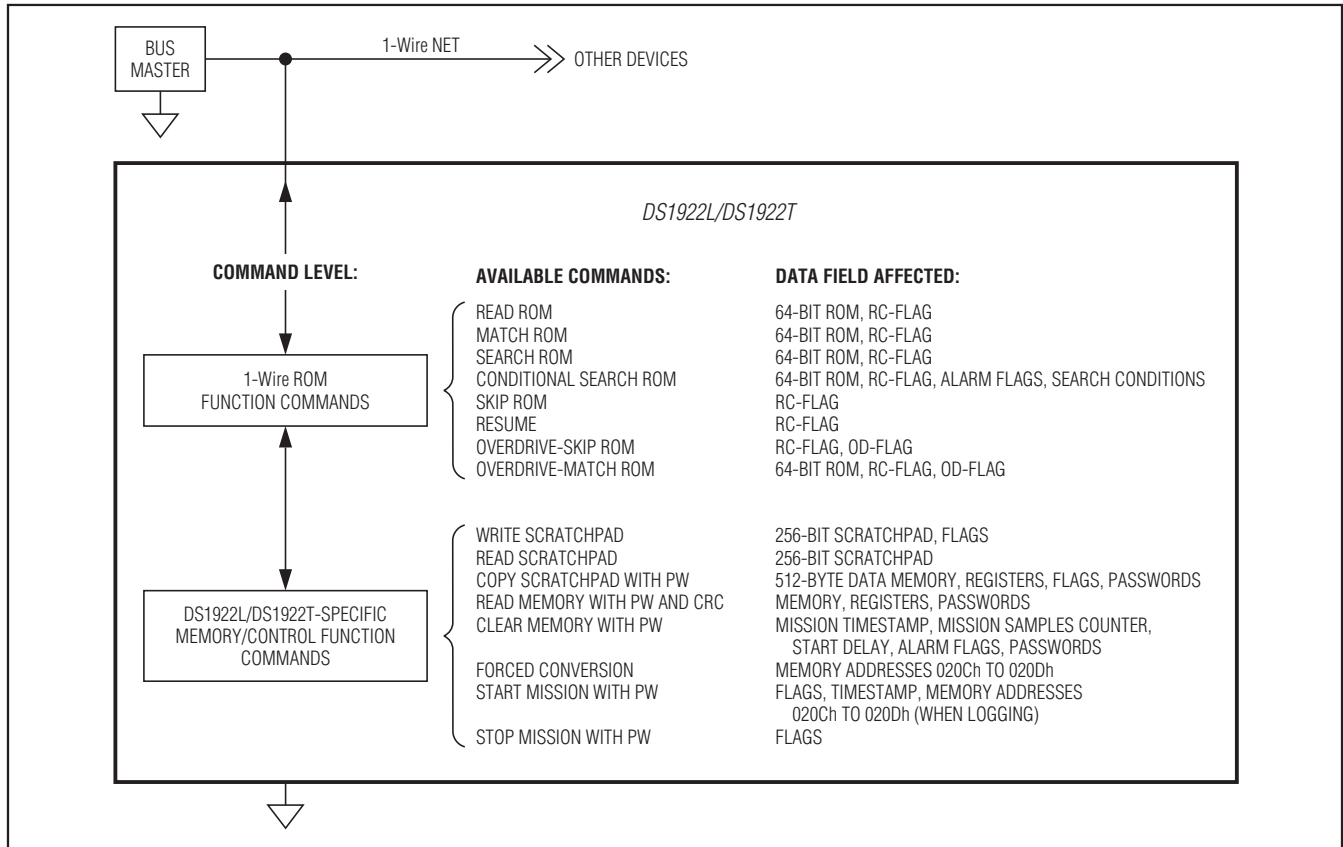 BUS
MASTER
1-Wire NET
OTHER DEVICES
DS1922L/DS1922T
COMMAND LEVEL:
AVAILABLE COMMANDS:
DATA FIELD AFFECTED:
1-Wire ROM
FUNCTION COMMANDS
READ ROM 64-BIT ROM, RC-FLAG
MATCH ROM 64-BIT ROM, RC-FLAG
SEARCH ROM 64-BIT ROM, RC-FLAG
CONDITIONAL SEARCH ROM 64-BIT ROM, RC-FLAG, ALARM FLAGS, SEARCH CONDITIONS
SKIP ROM RC-FLAG
RESUME RC-FLAG
OVERDRIVE-SKIP ROM RC-FLAG, OD-FLAG
OVERDRIVE-MATCH ROM 64-BIT ROM, RC-FLAG, OD-FLAG
DS1922L/DS1922T-SPECIFIC
MEMORY/CONTROL FUNCTION
COMMANDS
WRITE SCRATCHPAD 256-BIT SCRATCHPAD, FLAGS
READ SCRATCHPAD 256-BIT SCRATCHPAD
COPY SCRATCHPAD WITH PW 512-BYTE DATA MEMORY, REGISTERS, FLAGS, PASSWORDS
READ MEMORY WITH PW AND CRC MEMORY, REGISTERS, PASSWORDS
CLEAR MEMORY WITH PW MISSION TIMESTAMP, MISSION SAMPLES COUNTER,
START DELAY, ALARM FLAGS, PASSWORDS
FORCED CONVERSION MEMORY ADDRESSES 020Ch TO 020Dh
START MISSION WITH PW FLAGS, TIMESTAMP, MEMORY ADDRESSES
020Ch TO 020Dh (WHEN LOGGING)
STOP MISSION WITH PW FLAGS